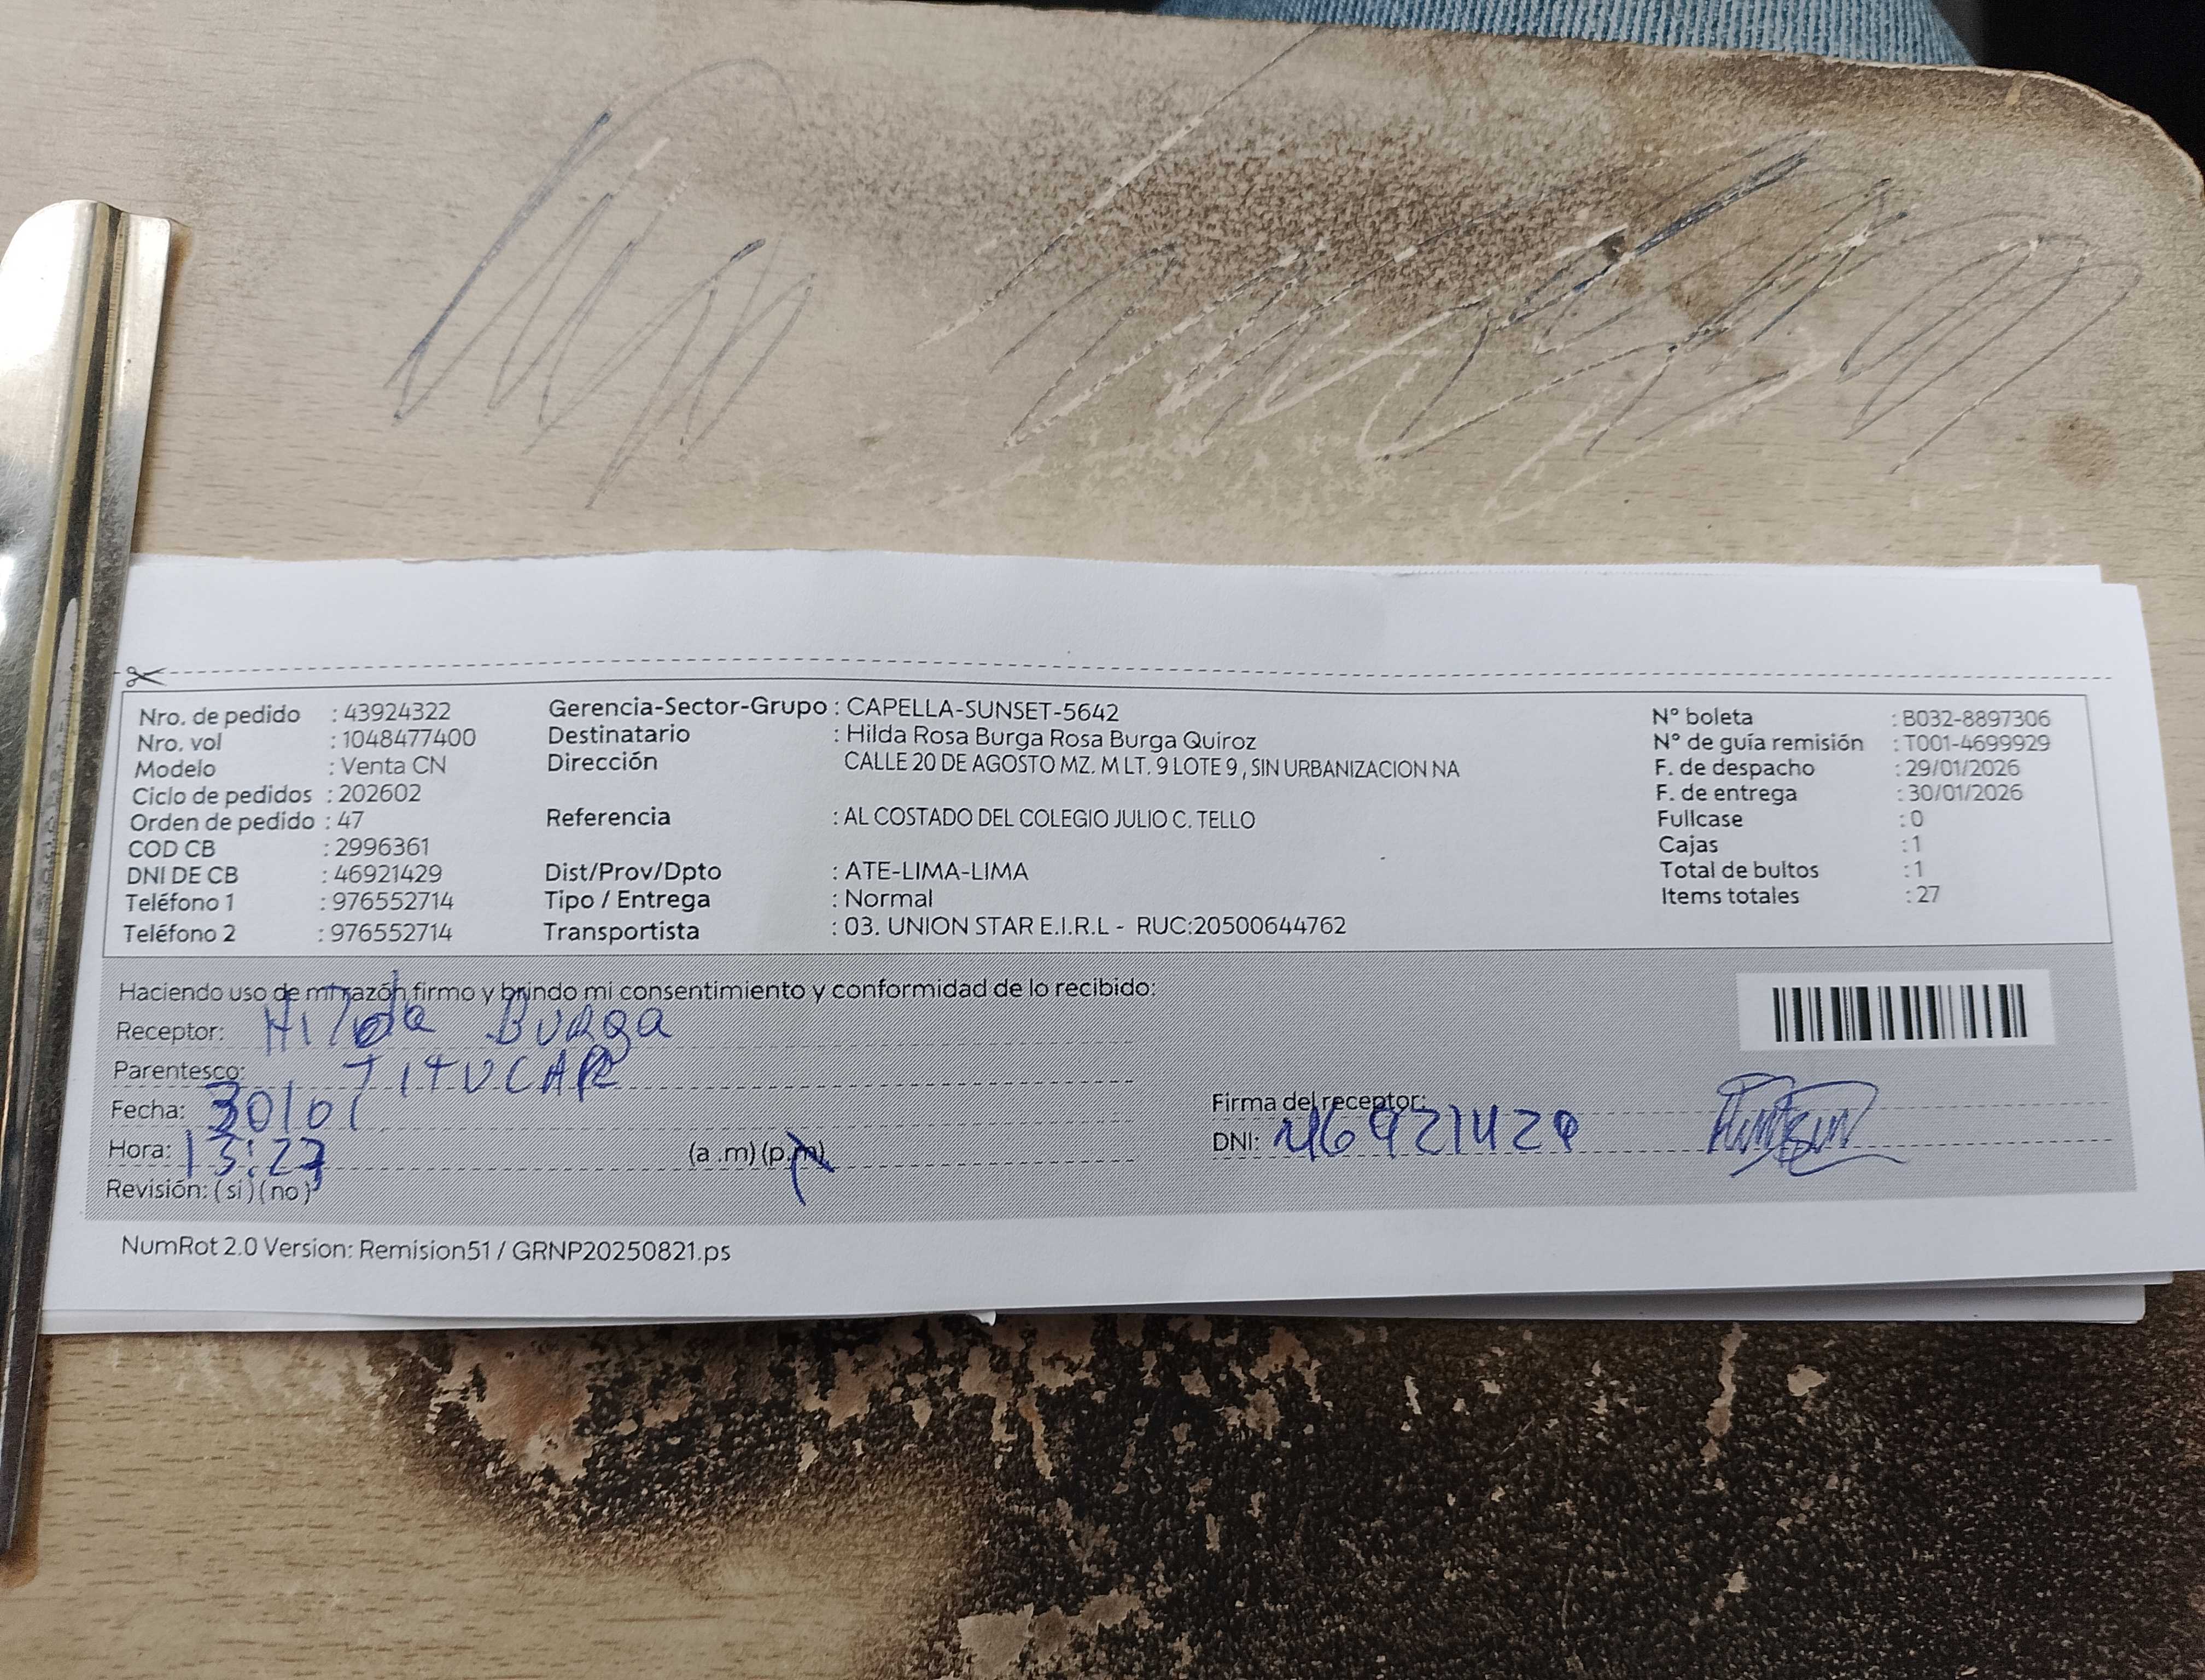 Nro. de pedido : 43924322
Nro. vol : 1048477400
Modelo : Venta CN
Ciclo de pedidos : 202602
Orden de pedido : 47
COD CB : 2996361
DNI DE CB : 46921429
Teléfono 1 : 976552714
Teléfono 2 : 976552714
Gerencia-Sector-Grupo : CAPELLA-SUNSET-5642
Destinatario : Hilda Rosa Burga Rosa Burga Quiroz
Dirección CALLE 20 DE AGOSTO MZ. M LT. 9 LOTE 9 , SIN URBANIZACION NA
Referencia : AL COSTADO DEL COLEGIO JULIO C. TELLO
Dist/Prov/Dpto : ATE-LIMA-LIMA
Tipo / Entrega : Normal
Transportista : 03. UNION STAR E.I.R.L - RUC:20500644762
N° boleta : B032-8897306
N° de guía remisión : T001-4699929
F. de despacho : 29/01/2026
F. de entrega : 30/01/2026
Fullcase : 0
Cajas : 1
Total de bultos : 1
Items totales : 27
Haciendo uso de mi razón firmo y brindo mi consentimiento y conformidad de lo recibido:
Receptor: Hilda Burga
Parentesco: TITUCAR
Fecha: 30/01
Hora: 13:27 (a .m) (p.m)
Revisión: (si) (no)
Firma del receptor:
DNI: 46921429
NumRot 2.0 Version: Remision51 / GRNP20250821.ps